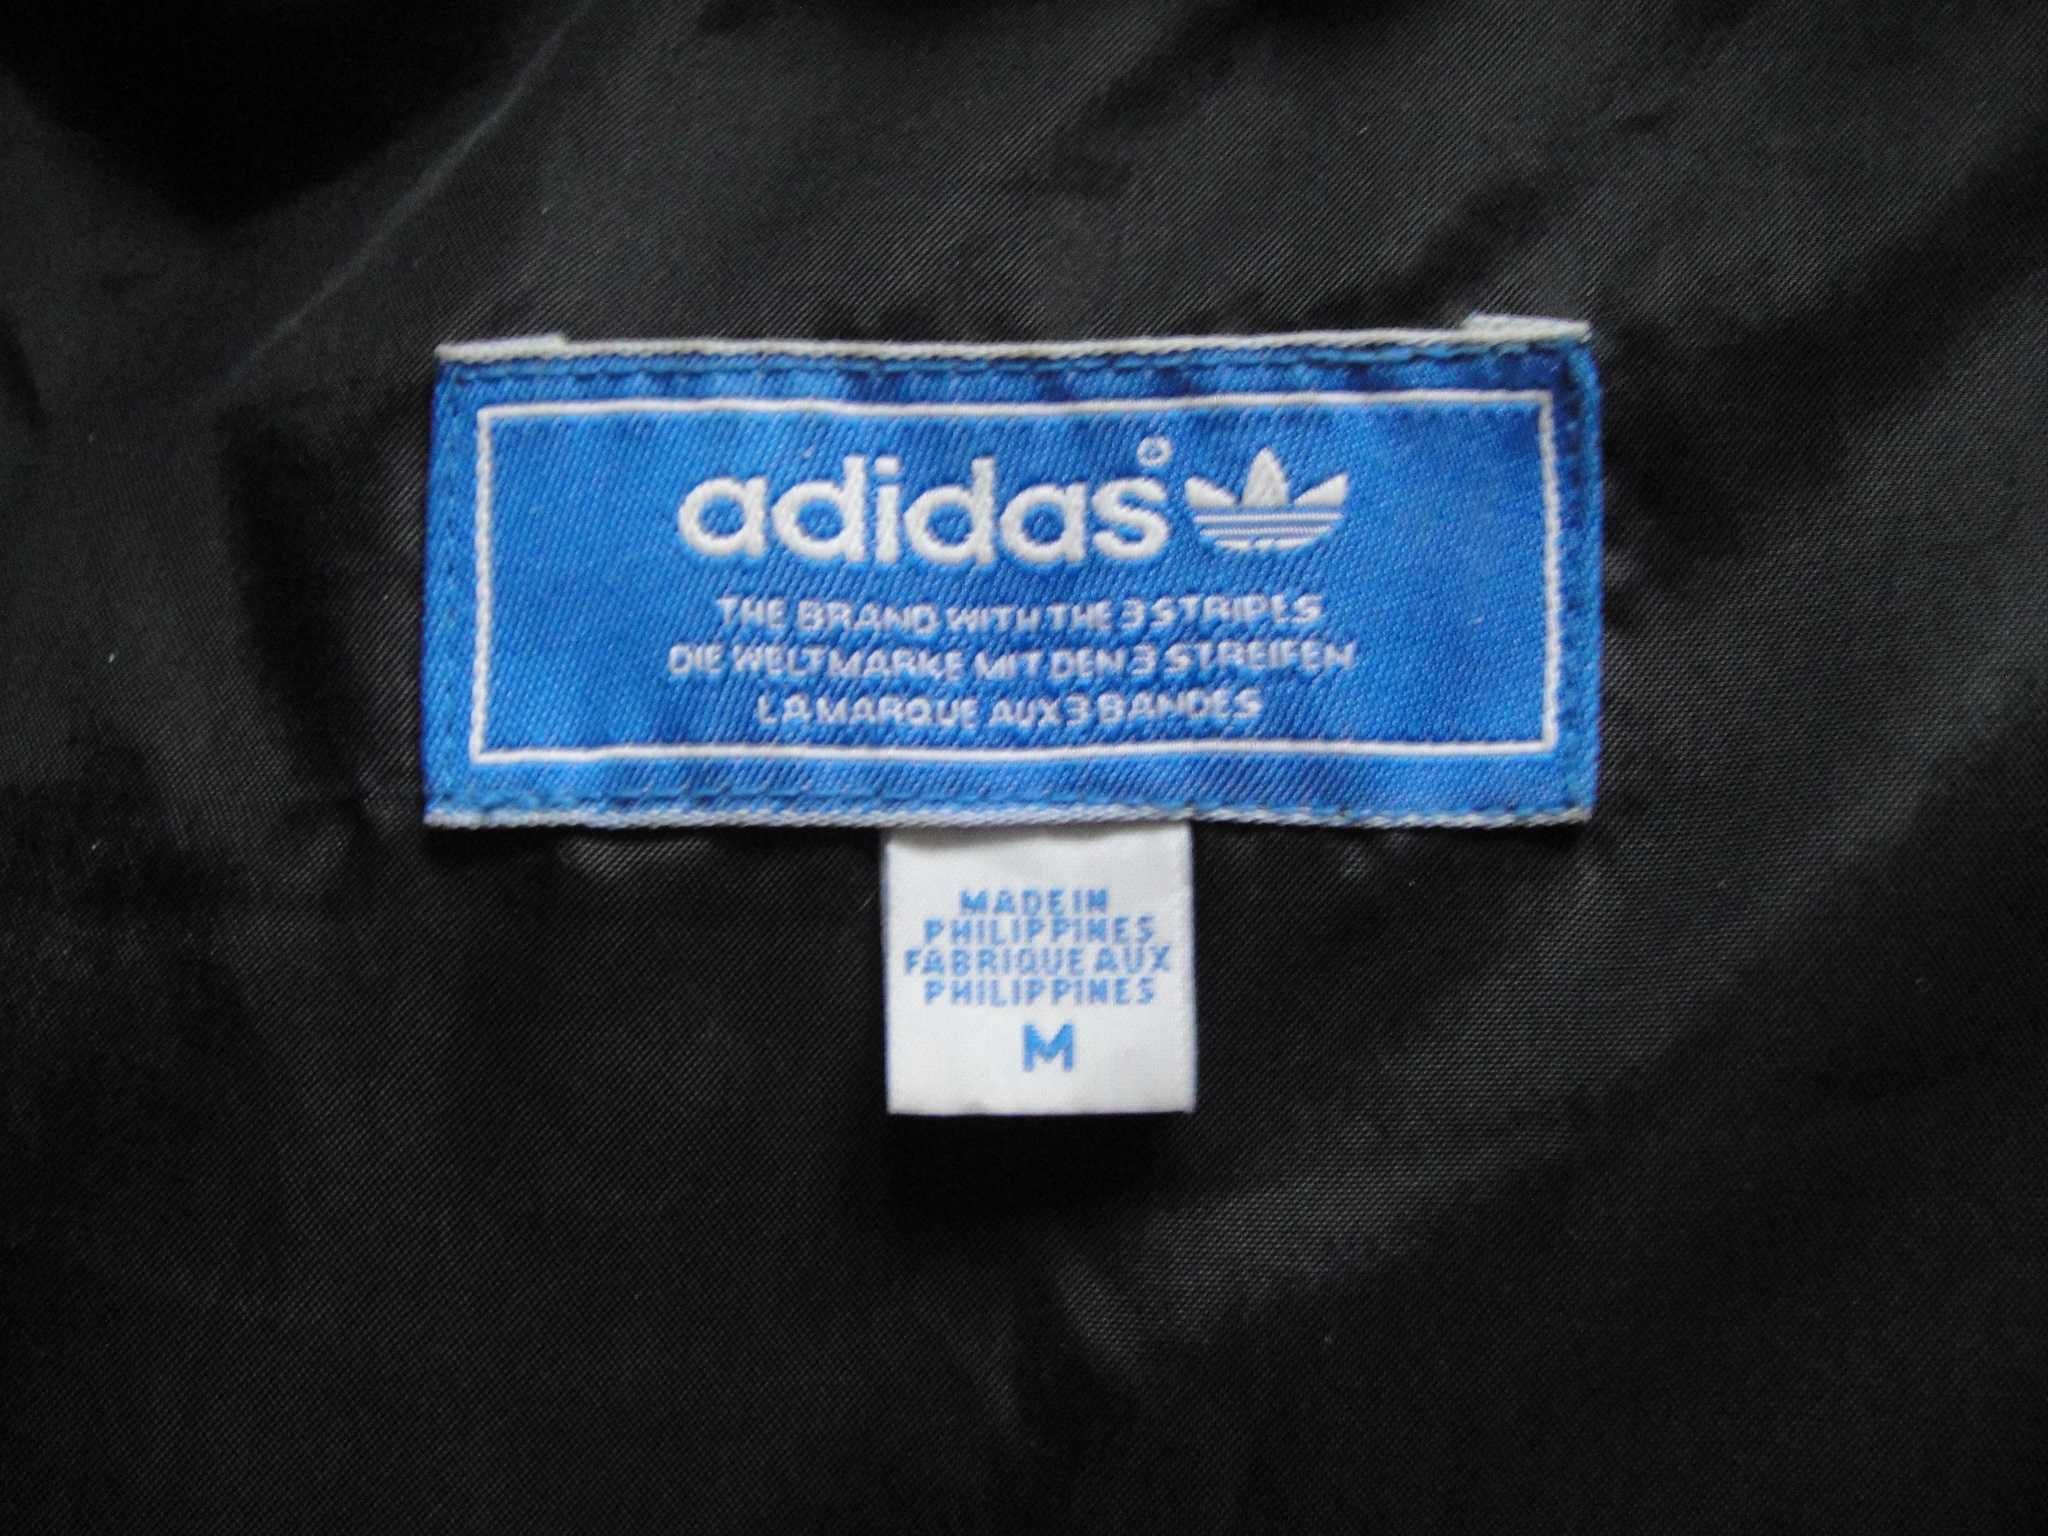 adidas®
THE BRAND WITH THE 3 STRIPES
DIE WELTMARKE MIT DEN 3 STREIFEN
LA MARQUE AUX 3 BANDES
MADE IN
PHILIPPINES
FABRIQUE AUX
PHILIPPINES
M